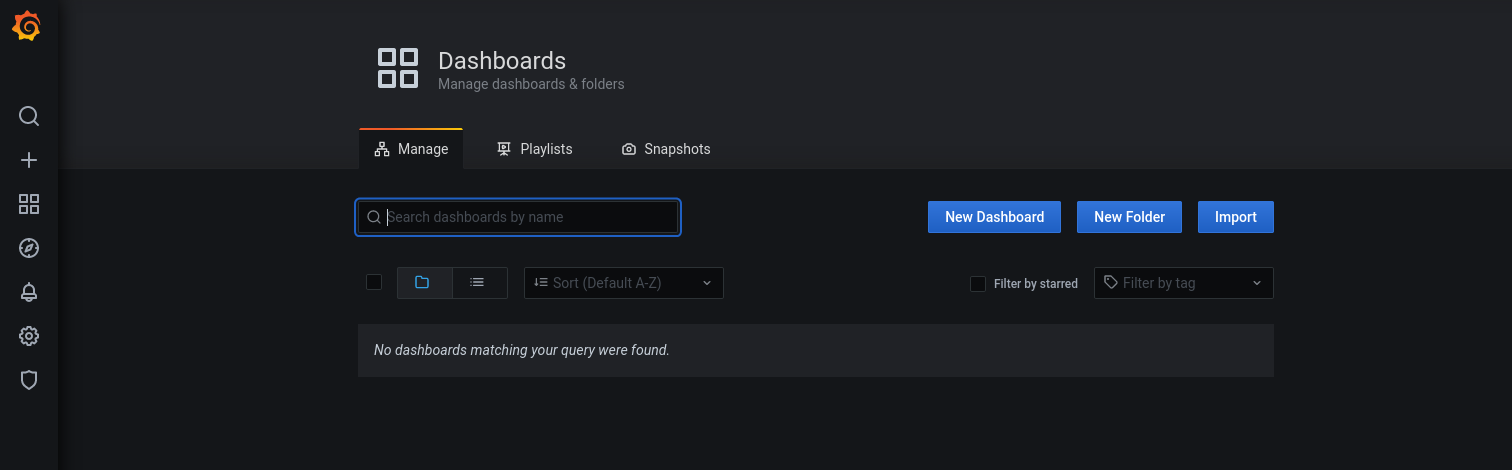 Dashboards
Manage dashboards & folders
Manage Playlists Snapshots
Search dashboards by name New Dashboard New Folder Import
Sort (Default A-Z) Filter by starred Filter by tag
No dashboards matching your query were found.